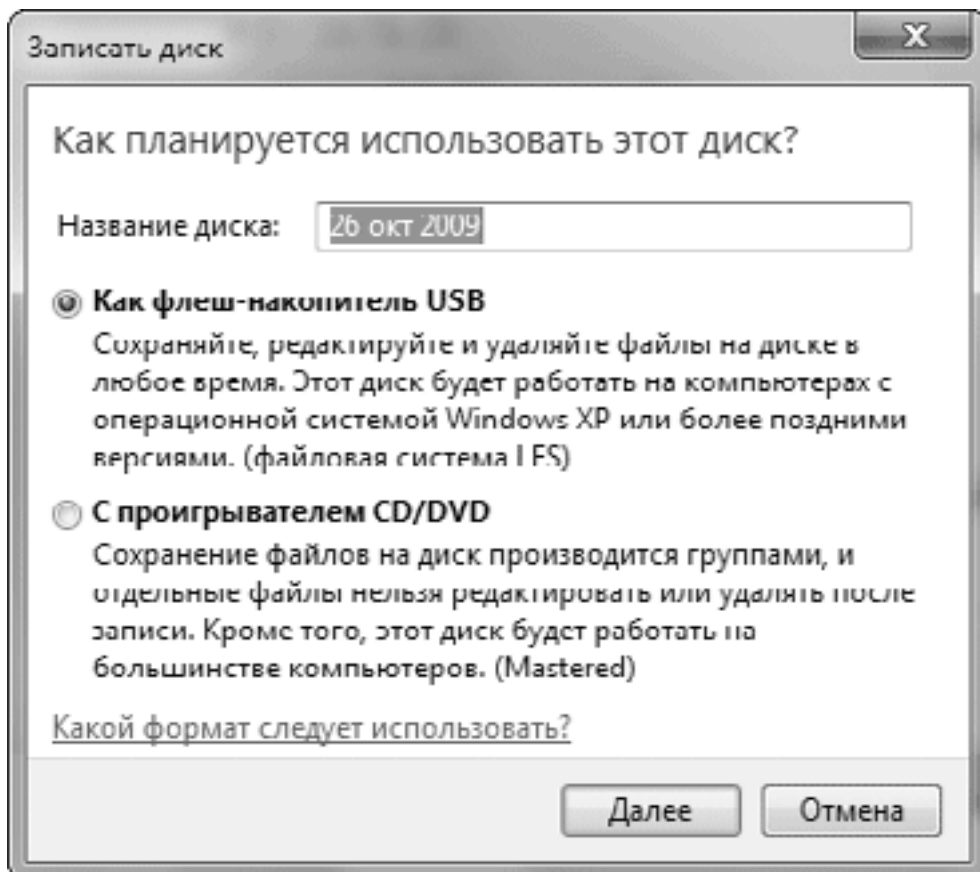 Записать диск
Как планируется использовать этот диск?
Название диска: 26 окт 2009
Как флеш-накопитель USB
Сохраняйте, редактируйте и удаляйте файлы на диске в
любое время. Этот диск будет работать на компьютерах с
операционной системой Windows XP или более поздними
версиями. (файловая система LFS)
С проигрывателем CD/DVD
Сохранение файлов на диск производится группами, и
отдельные файлы нельзя редактировать или удалять после
записи. Кроме того, этот диск будет работать на
большинстве компьютеров. (Mastered)
Какой формат следует использовать?
Далее Отмена